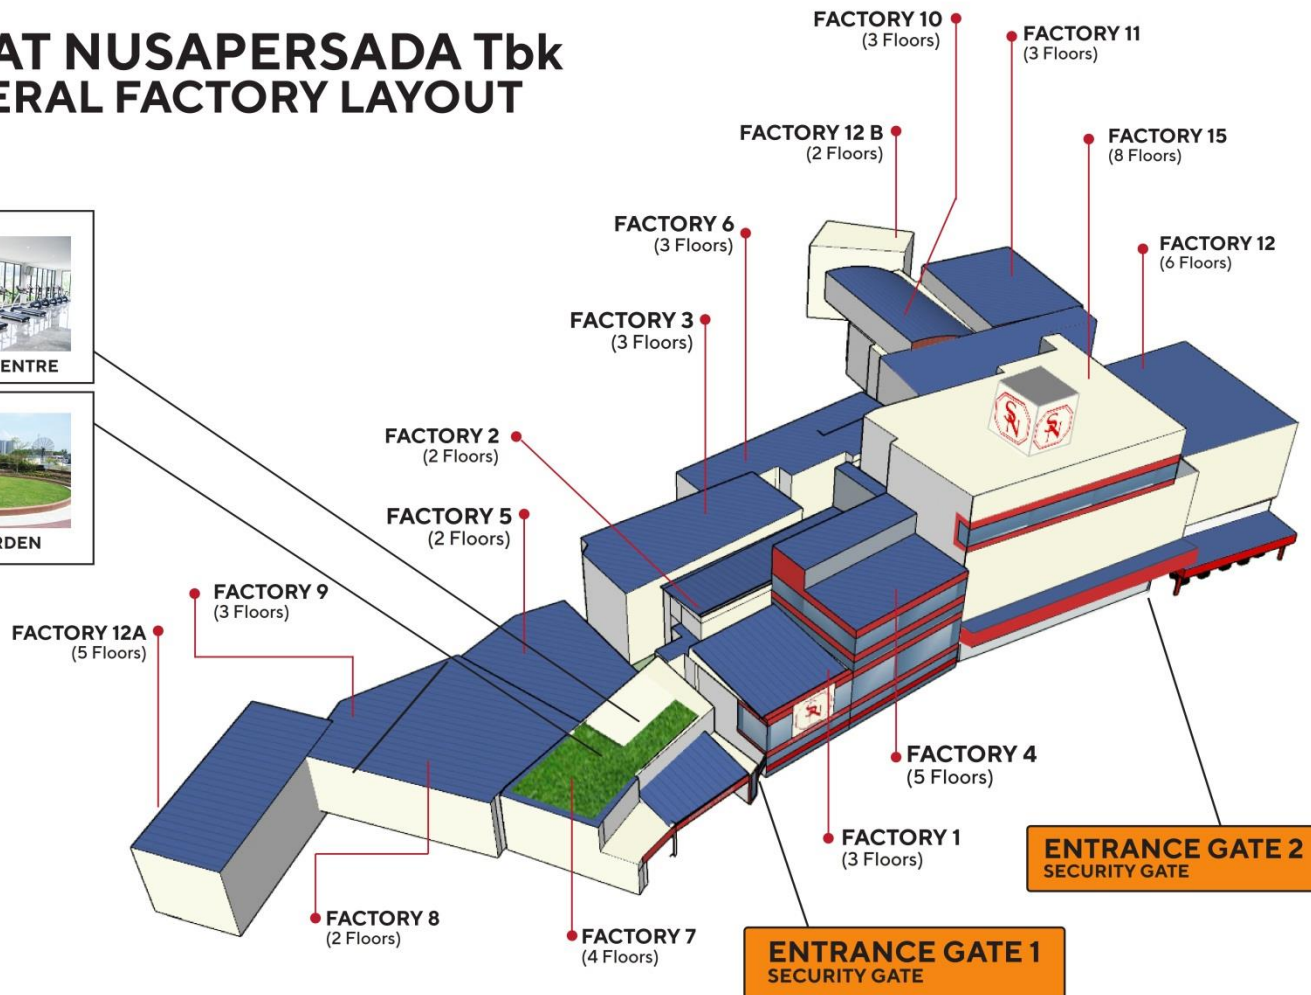 AT NUSAPERSADA Tbk
ERAL FACTORY LAYOUT
FACTORY 10
(3 Floors)
FACTORY 11
(3 Floors)
FACTORY 12 B
(2 Floors)
FACTORY 15
(8 Floors)
FACTORY 6
(3 Floors)
FACTORY 12
(6 Floors)
FACTORY 3
(3 Floors)
ENTRE
FACTORY 2
(2 Floors)
SN
SN
FACTORY 5
(2 Floors)
RDEN
FACTORY 9
(3 Floors)
FACTORY 12A
(5 Floors)
SN
FACTORY 4
(5 Floors)
FACTORY 1
(3 Floors)
ENTRANCE GATE 2
SECURITY GATE
FACTORY 8
(2 Floors)
FACTORY 7
(4 Floors)
ENTRANCE GATE 1
SECURITY GATE